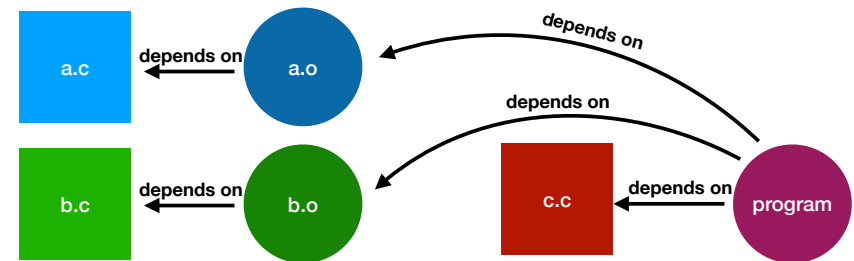 depends on
a.c
depends on
a.o
depends on
b.c
depends on
b.o
c.c
depends on
program